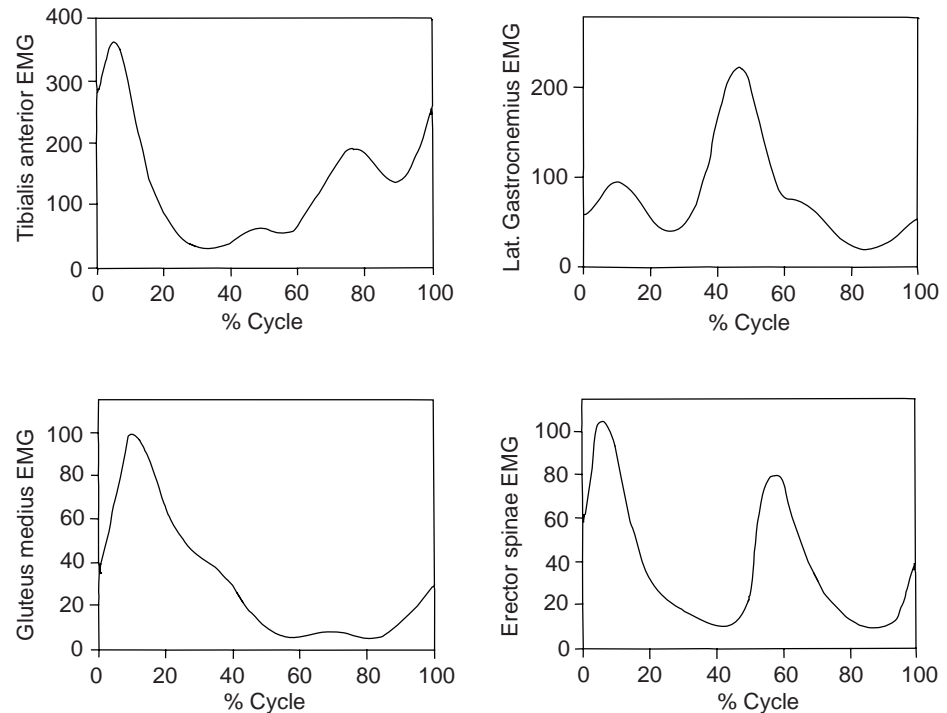 Tibialis anterior EMG
400
300
200
100
0
0 20 40 60 80 100
% Cycle
Lat. Gastrocnemius EMG
200
100
0
0 20 40 60 80 100
% Cycle
Gluteus medius EMG
100
80
60
40
20
0
0 20 40 60 80 100
% Cycle
Erector spinae EMG
100
80
60
40
20
0
0 20 40 60 80 100
% Cycle